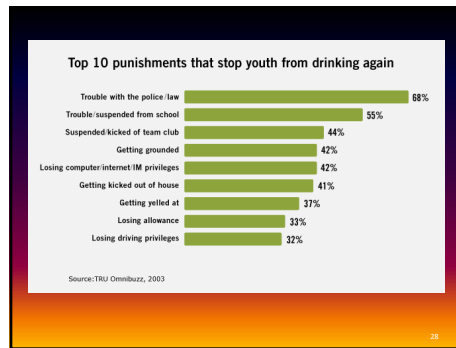 Top 10 punishments that stop youth from drinking again
Trouble with the police/law 68%
Trouble/suspended from school 55%
Suspended/kicked of team club 44%
Getting grounded 42%
Losing computer/internet/IM privileges 42%
Getting kicked out of house 41%
Getting yelled at 37%
Losing allowance 33%
Losing driving privileges 32%
Source:TRU Omnibuzz, 2003
28